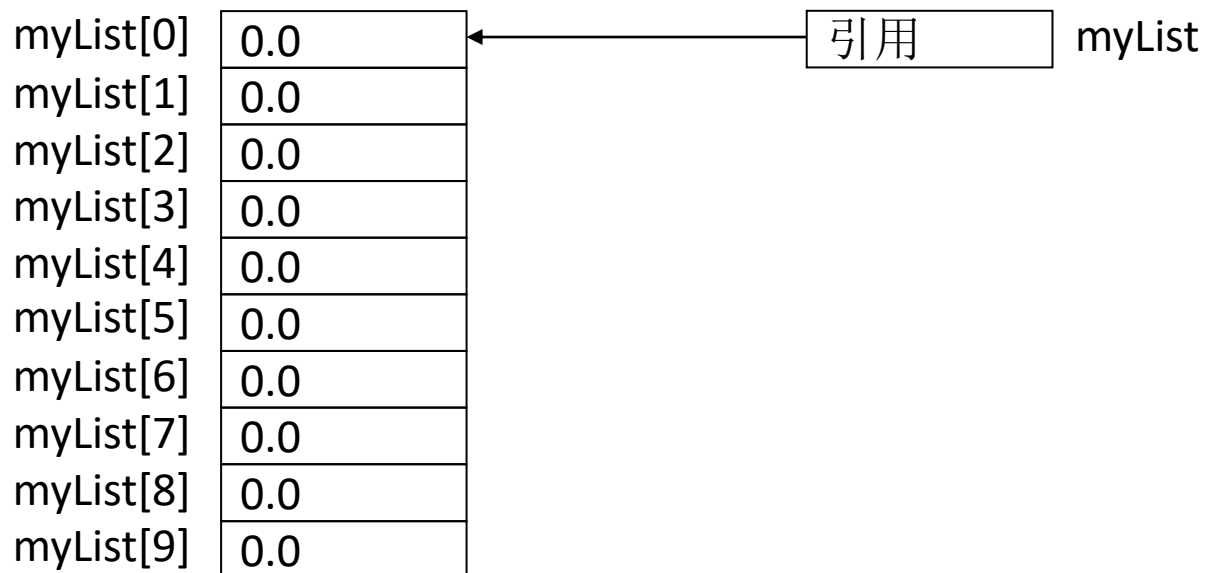 myList[0] 0.0 引用 myList
myList[1] 0.0
myList[2] 0.0
myList[3] 0.0
myList[4] 0.0
myList[5] 0.0
myList[6] 0.0
myList[7] 0.0
myList[8] 0.0
myList[9] 0.0